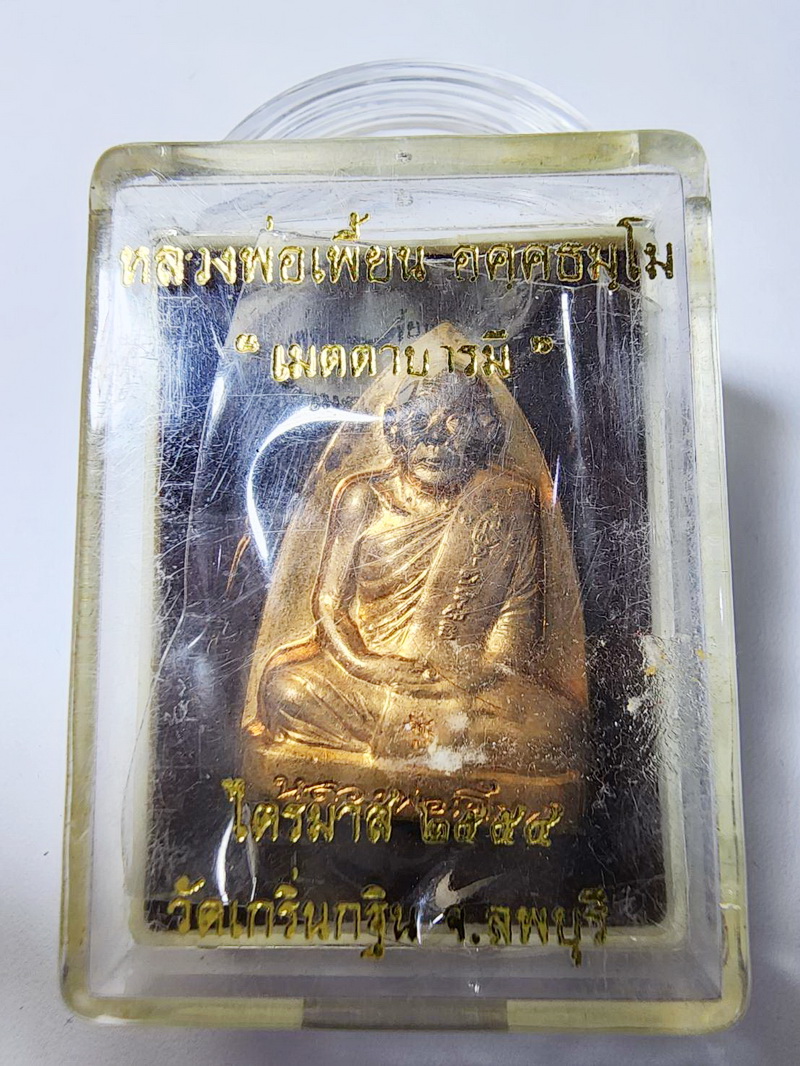 หลวงพ่อเพี้ยน อคฺคธมฺโม
" เมตตาบารมี "
ไตรมาส ๒๕๕๔
วัดเกริ่นกฐิน จ.ลพบุรี